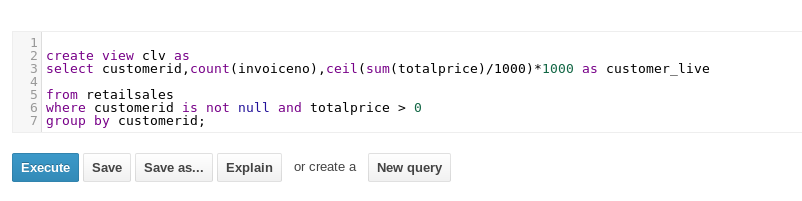 1
2 create view clv as
3 select customerid,count(invoiceno),ceil(sum(totalprice)/1000)*1000 as customer_live
4
5 from retailsales
6 where customerid is not null and totalprice > 0
7 group by customerid;
Execute Save Save as... Explain or create a New query